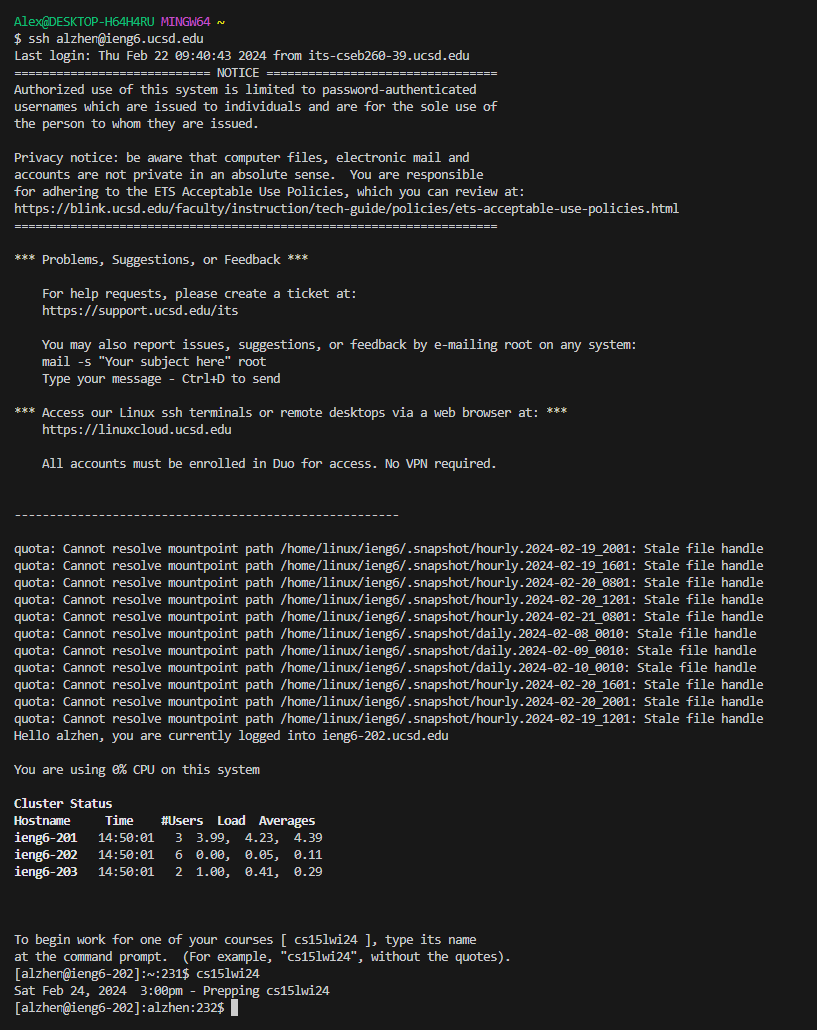 Alex@DESKTOP-H64H4RU MINGW64 ~
$ ssh alzhen@ieng6.ucsd.edu
Last login: Thu Feb 22 09:40:43 2024 from its-cseb260-39.ucsd.edu
============================ NOTICE =================================
Authorized use of this system is limited to password-authenticated
usernames which are issued to individuals and are for the sole use of
the person to whom they are issued.

Privacy notice: be aware that computer files, electronic mail and
accounts are not private in an absolute sense.  You are responsible
for adhering to the ETS Acceptable Use Policies, which you can review at:
https://blink.ucsd.edu/faculty/instruction/tech-guide/policies/ets-acceptable-use-policies.html
=====================================================================

*** Problems, Suggestions, or Feedback ***

    For help requests, please create a ticket at:
    https://support.ucsd.edu/its

    You may also report issues, suggestions, or feedback by e-mailing root on any system:
    mail -s "Your subject here" root
    Type your message - Ctrl+D to send

*** Access our Linux ssh terminals or remote desktops via a web browser at: ***
    https://linuxcloud.ucsd.edu

    All accounts must be enrolled in Duo for access. No VPN required.


-------------------------------------------------------

quota: Cannot resolve mountpoint path /home/linux/ieng6/.snapshot/hourly.2024-02-19_2001: Stale file handle
quota: Cannot resolve mountpoint path /home/linux/ieng6/.snapshot/hourly.2024-02-19_1601: Stale file handle
quota: Cannot resolve mountpoint path /home/linux/ieng6/.snapshot/hourly.2024-02-20_0801: Stale file handle
quota: Cannot resolve mountpoint path /home/linux/ieng6/.snapshot/hourly.2024-02-20_1201: Stale file handle
quota: Cannot resolve mountpoint path /home/linux/ieng6/.snapshot/hourly.2024-02-21_0801: Stale file handle
quota: Cannot resolve mountpoint path /home/linux/ieng6/.snapshot/daily.2024-02-08_0010: Stale file handle
quota: Cannot resolve mountpoint path /home/linux/ieng6/.snapshot/daily.2024-02-09_0010: Stale file handle
quota: Cannot resolve mountpoint path /home/linux/ieng6/.snapshot/daily.2024-02-10_0010: Stale file handle
quota: Cannot resolve mountpoint path /home/linux/ieng6/.snapshot/hourly.2024-02-20_1601: Stale file handle
quota: Cannot resolve mountpoint path /home/linux/ieng6/.snapshot/hourly.2024-02-20_2001: Stale file handle
quota: Cannot resolve mountpoint path /home/linux/ieng6/.snapshot/hourly.2024-02-19_1201: Stale file handle
Hello alzhen, you are currently logged into ieng6-202.ucsd.edu

You are using 0% CPU on this system

Cluster Status
Hostname     Time    #Users  Load  Averages
ieng6-201   14:50:01   3  3.99,  4.23,  4.39
ieng6-202   14:50:01   6  0.00,  0.05,  0.11
ieng6-203   14:50:01   2  1.00,  0.41,  0.29



To begin work for one of your courses [ cs15lwi24 ], type its name
at the command prompt.  (For example, "cs15lwi24", without the quotes).
[alzhen@ieng6-202]:~:231$ cs15lwi24
Sat Feb 24, 2024  3:00pm - Prepping cs15lwi24
[alzhen@ieng6-202]:alzhen:232$